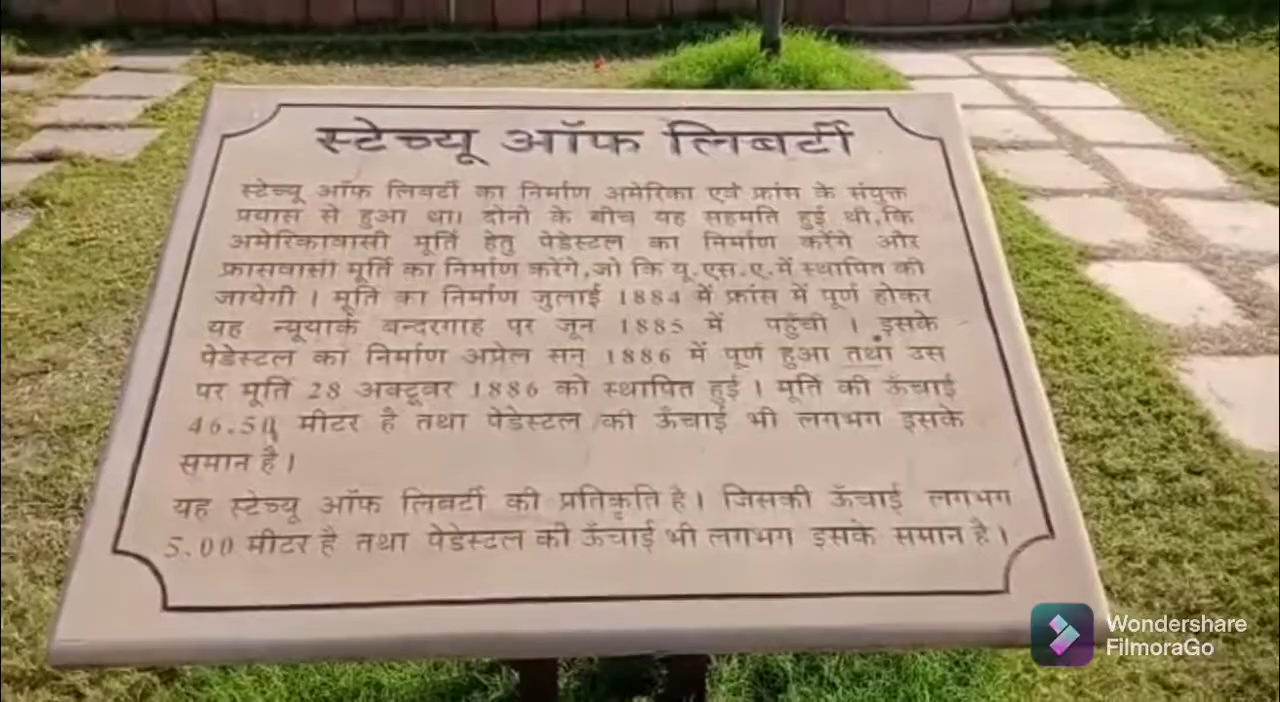 स्टेच्यू ऑफ लिबर्टी
स्टेच्यू ऑफ लिबर्टी का निर्माण अमेरिका एवं फ्रांस के संयुक्त
प्रयास से हुआ था। दोनो के बीच यह सहमति हुई थी,कि
अमेरिकावासी मूर्ति हेतु पेडेस्टल का निर्माण करेंगे और
फ्रासवासी मूर्ति का निर्माण करेंगे,जो कि यू.एस.ए.में स्थापित की
जायेगी । मूर्ति का निर्माण जुलाई 1884 में फ्रांस में पूर्ण होकर
यह न्यूयार्क बन्दरगाह पर जून 1885 में पहुँची । इसके
पेडेस्टल का निर्माण अप्रेल सन् 1886 में पूर्ण हुआ तथा उस
पर मूर्ति 28 अक्टूबर 1886 को स्थापित हुई । मूर्ति की ऊँचाई
46.50 मीटर है तथा पेडेस्टल की ऊँचाई भी लगभग इसके
समान है ।
यह स्टेच्यू ऑफ लिबर्टी की प्रतिकृति है । जिसकी ऊँचाई लगभग
5.00 मीटर है तथा पेडेस्टल की ऊँचाई भी लगभग इसके समान है ।
Wondershare
FilmoraGo